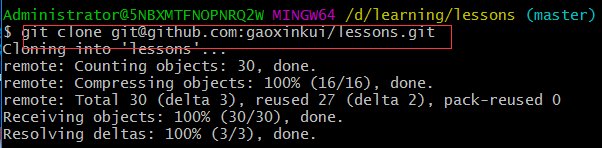 Administrator@5NBXMTFNOPNRQ2W MINGW64 /d/learning/lessons (master)
$ git clone git@github.com:gaoxinkui/lessons.git
Cloning into 'lessons'...
remote: Counting objects: 30, done.
remote: Compressing objects: 100% (16/16), done.
remote: Total 30 (delta 3), reused 27 (delta 2), pack-reused 0
Receiving objects: 100% (30/30), done.
Resolving deltas: 100% (3/3), done.